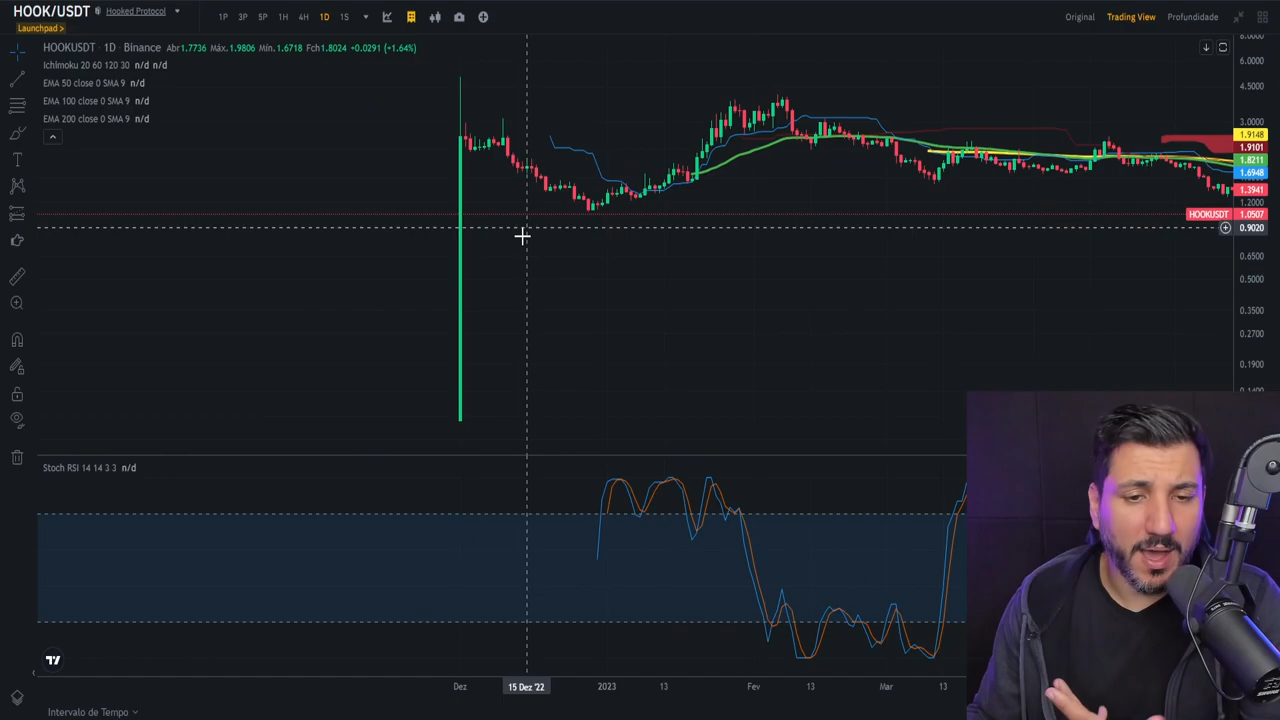 HOOK/USDT Hooked Protocol
Launchpad >
1P 3P 5P 1H 4H 1D 1S
Original Trading View Profundidade
HOOKUSDT · 1D · Binance Abr1.7736 Máx.1.9806 Mín.1.6718 Fch1.8024 +0.0291 (+1.64%)
Ichimoku 20 60 120 30 n/d n/d
EMA 50 close 0 SMA 9 n/d
EMA 100 close 0 SMA 9 n/d
EMA 200 close 0 SMA 9 n/d
8.0000
6.0000
4.5000
3.0000
1.9148
1.9101
1.8211
1.6948
1.3941
1.2000
HOOKUSDT 1.0507
0.9020
0.6500
0.5000
0.3500
0.2700
0.1900
0.1400
Stoch RSI 14 14 3 3 n/d
Dez 15 Dez '22 2023 13 Fev 13 Mar 13
Intervalo de Tempo